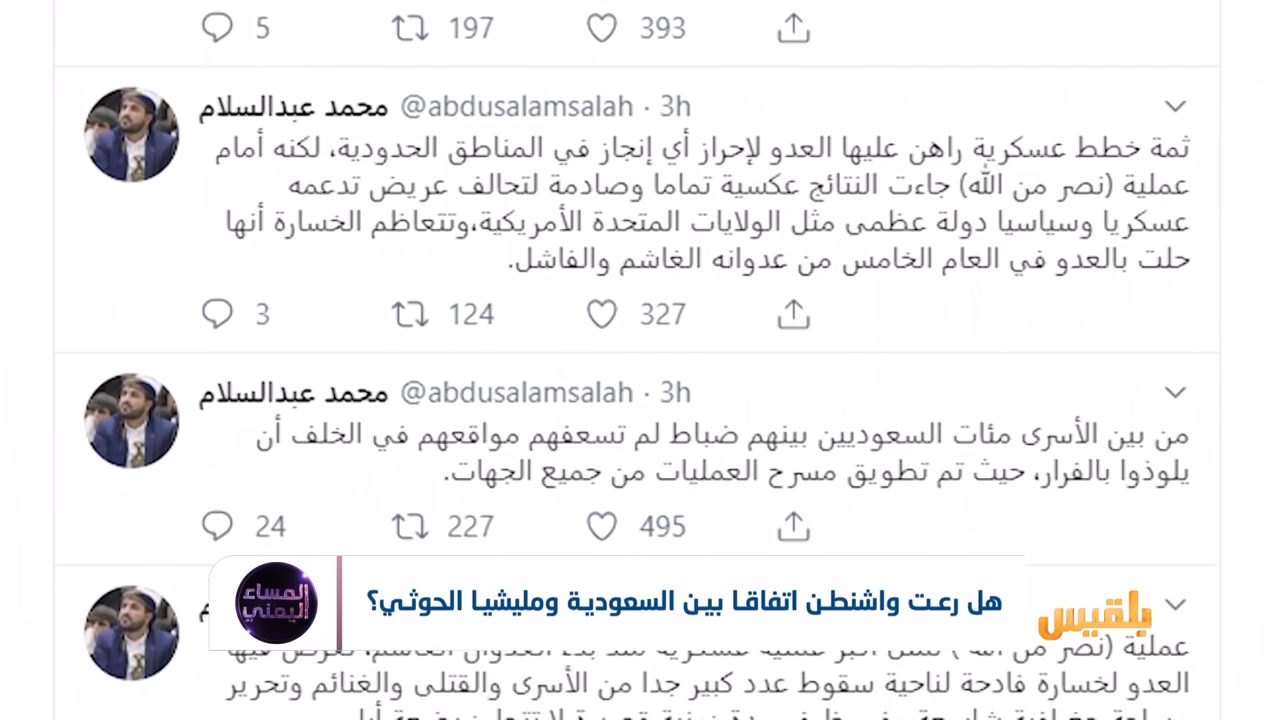 5 197 393
محمد عبدالسلام @abdusalamsalah · 3h
ثمة خطط عسكرية راهن عليها العدو لإحراز أي إنجاز في المناطق الحدودية، لكنه أمام
عملية (نصر من الله) جاءت النتائج عكسية تماما وصادمة لتحالف عريض تدعمه
عسكريا وسياسيا دولة عظمى مثل الولايات المتحدة الأمريكية،وتتعاظم الخسارة أنها
حلت بالعدو في العام الخامس من عدوانه الغاشم والفاشل.
3 124 327
محمد عبدالسلام @abdusalamsalah · 3h
من بين الأسرى مئات السعوديين بينهم ضباط لم تسعفهم مواقعهم في الخلف أن
يلوذوا بالفرار، حيث تم تطويق مسرح العمليات من جميع الجهات.
24 227 495
بلقيس
هل رعت واشنطن اتفاقا بين السعودية ومليشيا الحوثي؟
المساء
اليمني
عملية (نصر من الله)
العدو لخسارة فادحة لناحية سقوط عدد كبير جدا من الأسرى والقتلى والغنائم وتحرير